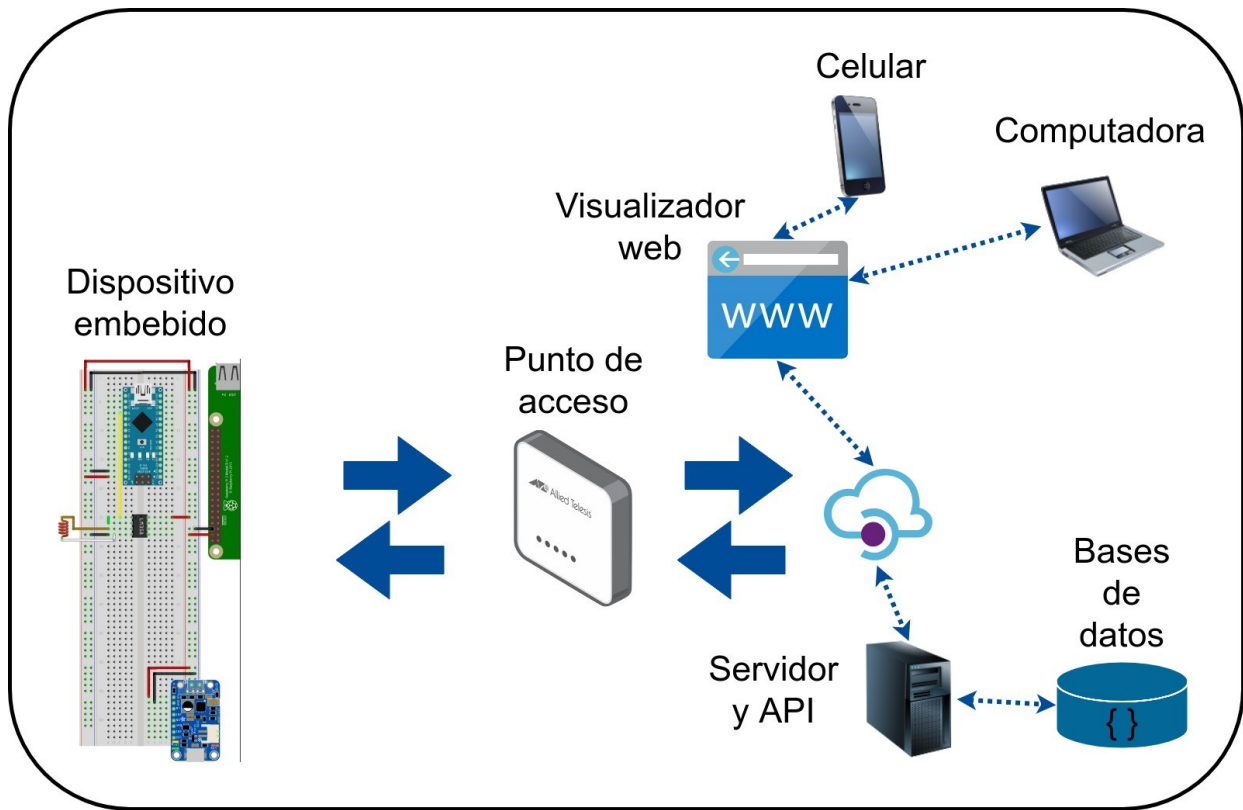 Celular
Computadora
Visualizador
web
WWW
Dispositivo
embebido
Punto de
acceso
Allied Telesis
Bases
de
datos
{ }
Servidor
y API